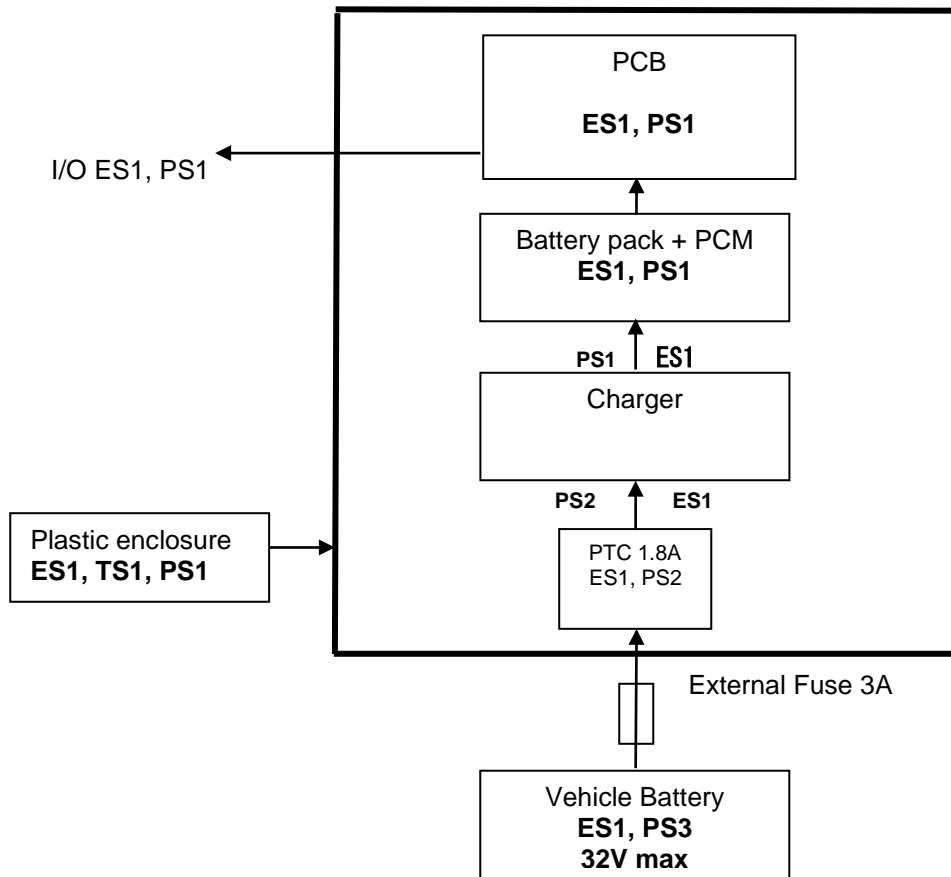 PCB
ES1, PS1
I/O ES1, PS1
Battery pack + PCM
ES1, PS1
PS1 ES1
Charger
PS2 ES1
Plastic enclosure
ES1, TS1, PS1
PTC 1.8A
ES1, PS2
External Fuse 3A
Vehicle Battery
ES1, PS3
32V max